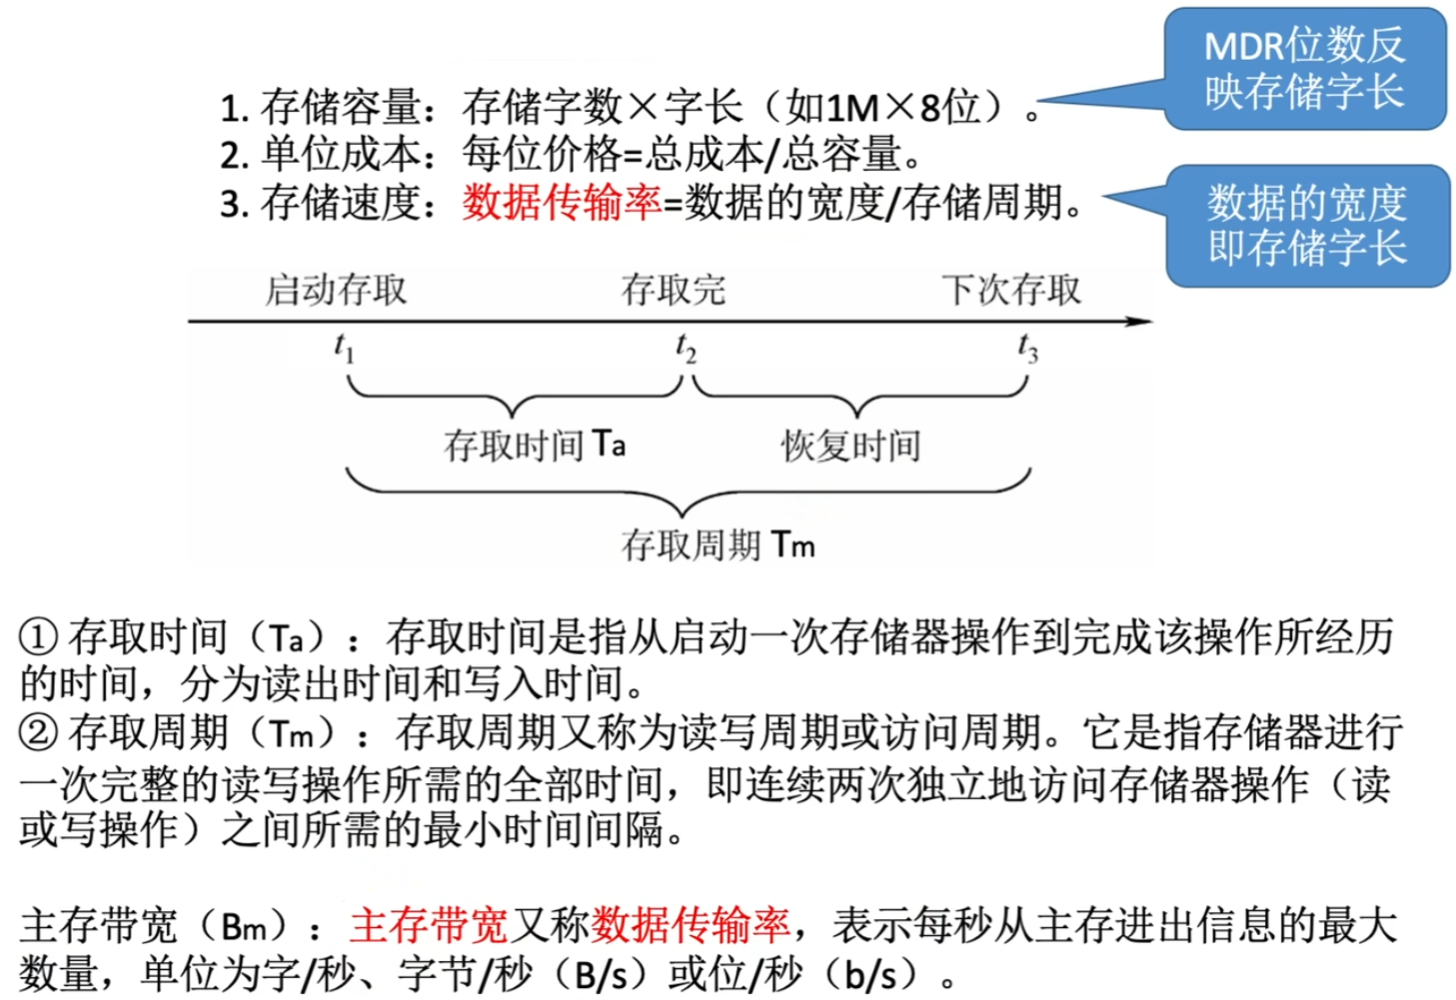 MDR位数反
映存储字长
1. 存储容量：存储字数×字长（如1M×8位）。
2. 单位成本：每位价格=总成本/总容量。
3. 存储速度：数据传输率=数据的宽度/存储周期。
数据的宽度
即存储字长
启动存取 存取完 下次存取
t1 t2 t3
存取时间 Ta 恢复时间
存取周期 Tm
① 存取时间（Ta）：存取时间是指从启动一次存储器操作到完成该操作所经历
的时间，分为读出时间和写入时间。
② 存取周期（Tm）：存取周期又称为读写周期或访问周期。它是指存储器进行
一次完整的读写操作所需的全部时间，即连续两次独立地访问存储器操作（读
或写操作）之间所需的最小时间间隔。
主存带宽（Bm）：主存带宽又称数据传输率，表示每秒从主存进出信息的最大
数量，单位为字/秒、字节/秒（B/s）或位/秒（b/s）。